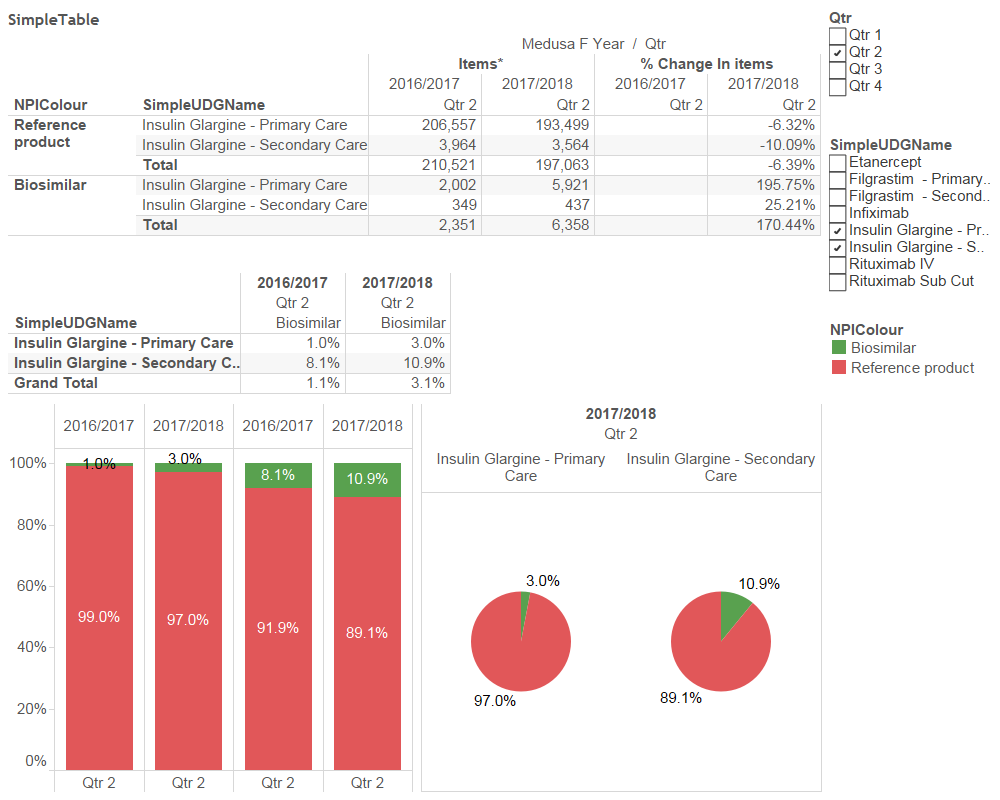 SimpleTable
Medusa F Year / Qtr
Items* % Change In items
2016/2017 2017/2018 2016/2017 2017/2018
NPIColour SimpleUDGName Qtr 2 Qtr 2 Qtr 2 Qtr 2
Reference product Insulin Glargine - Primary Care 206,557 193,499 -6.32%
Insulin Glargine - Secondary Care 3,964 3,564 -10.09%
Total 210,521 197,063 -6.39%
Biosimilar Insulin Glargine - Primary Care 2,002 5,921 195.75%
Insulin Glargine - Secondary Care 349 437 25.21%
Total 2,351 6,358 170.44%
Qtr
Qtr 1
Qtr 2
Qtr 3
Qtr 4
SimpleUDGName
Etanercept
Filgrastim - Primary..
Filgrastim - Second..
Infiximab
Insulin Glargine - Pr..
Insulin Glargine - S..
Rituximab IV
Rituximab Sub Cut
NPIColour
Biosimilar
Reference product
2016/2017 2017/2018
Qtr 2 Qtr 2
SimpleUDGName Biosimilar Biosimilar
Insulin Glargine - Primary Care 1.0% 3.0%
Insulin Glargine - Secondary C.. 8.1% 10.9%
Grand Total 1.1% 3.1%
2016/2017 2017/2018 2016/2017 2017/2018
100% 1.0% 3.0% 8.1% 10.9%
80%
60%
99.0% 97.0% 91.9% 89.1%
40%
20%
0%
Qtr 2 Qtr 2 Qtr 2 Qtr 2
2017/2018
Qtr 2
Insulin Glargine - Primary Care
Insulin Glargine - Secondary Care
3.0% 10.9%
97.0% 89.1%